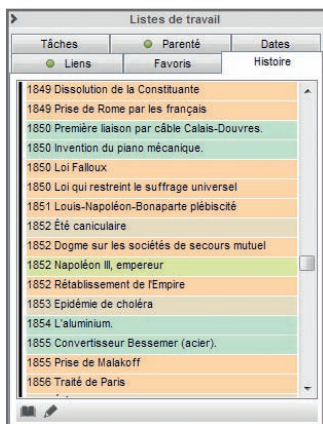 Listes de travail
Tâches Parenté Dates
Liens Favoris Histoire
1849 Dissolution de la Constituante
1849 Prise de Rome par les français
1850 Première liaison par câble Calais-Douvres.
1850 Invention du piano mécanique.
1850 Loi Falloux
1850 Loi qui restreint le suffrage universel
1851 Louis-Napoléon-Bonaparte plébiscité
1852 Été caniculaire
1852 Dogme sur les sociétés de secours mutuel
1852 Napoléon III, empereur
1852 Rétablissement de l'Empire
1853 Epidémie de choléra
1854 L'aluminium.
1855 Convertisseur Bessemer (acier).
1855 Prise de Malakoff
1856 Traité de Paris